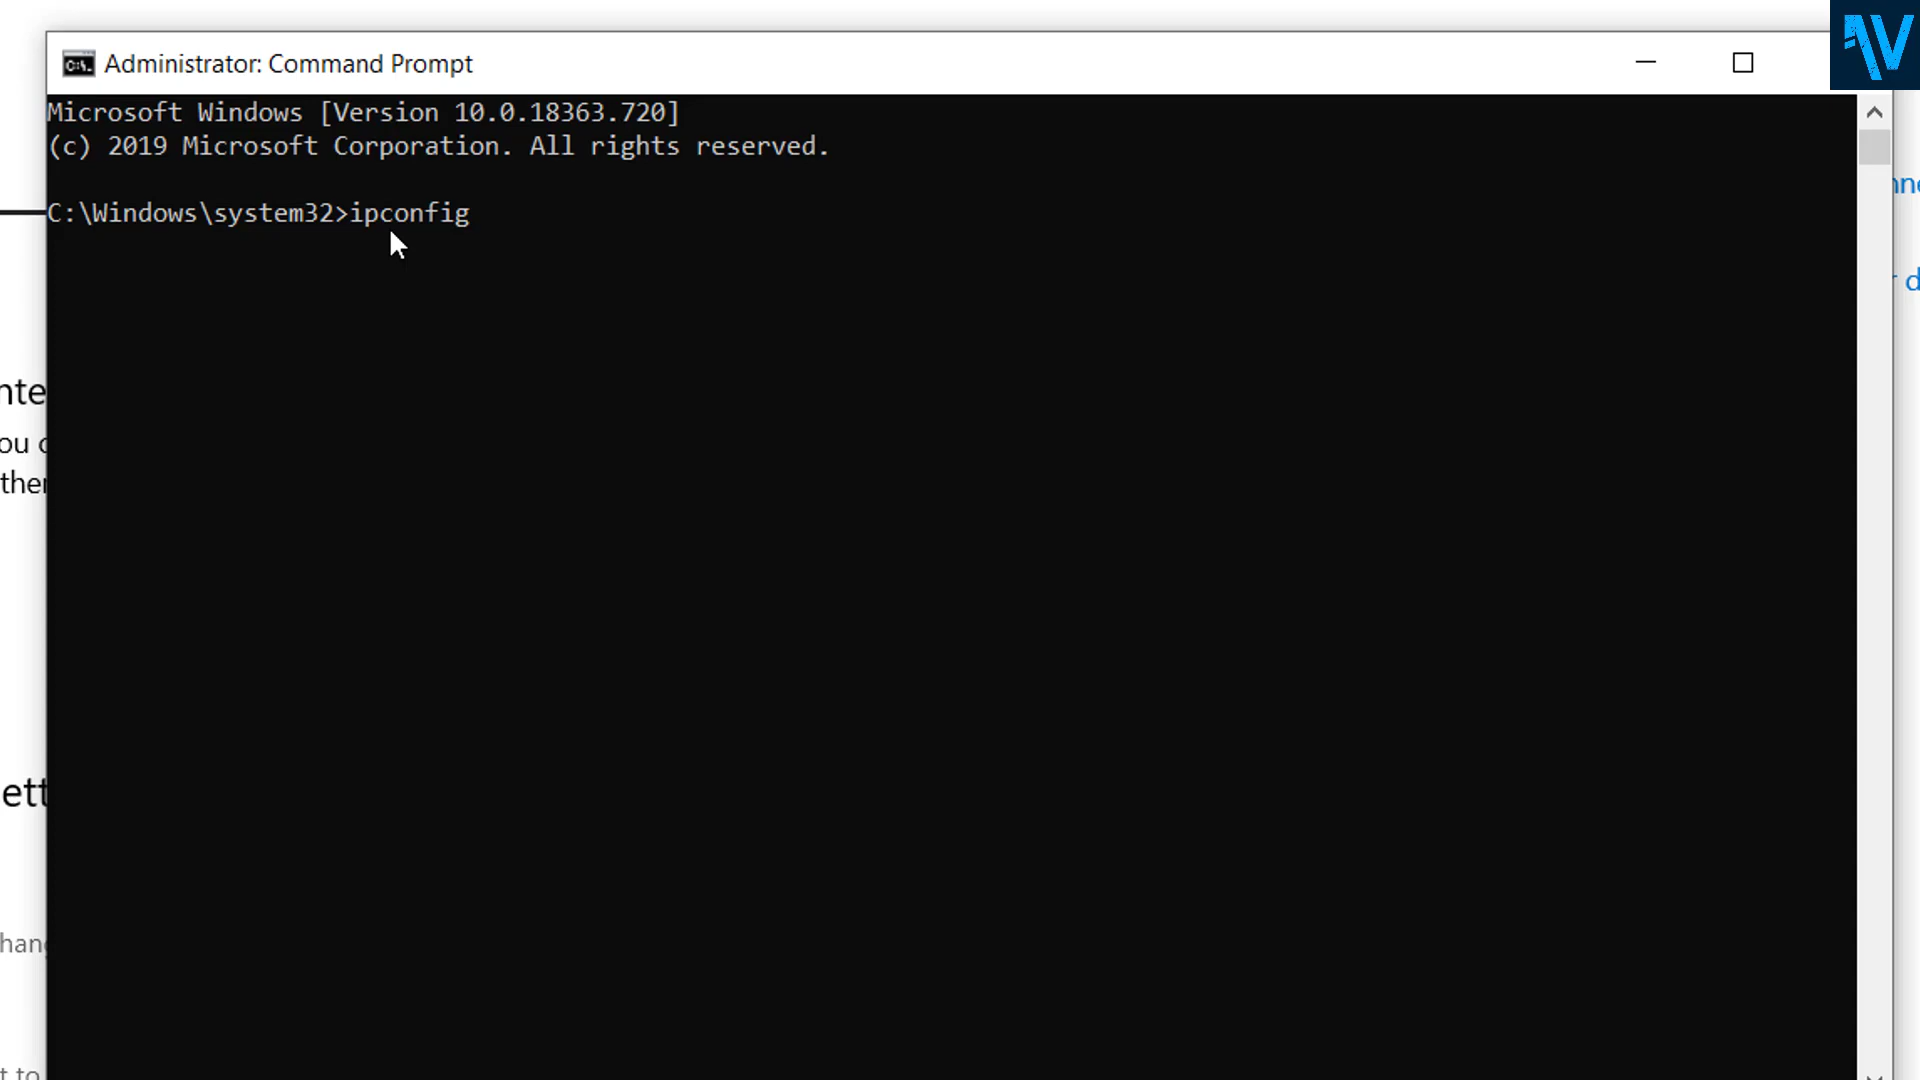 Administrator: Command Prompt
Microsoft Windows [Version 10.0.18363.720]
(c) 2019 Microsoft Corporation. All rights reserved.
C:\Windows\system32>ipconfig